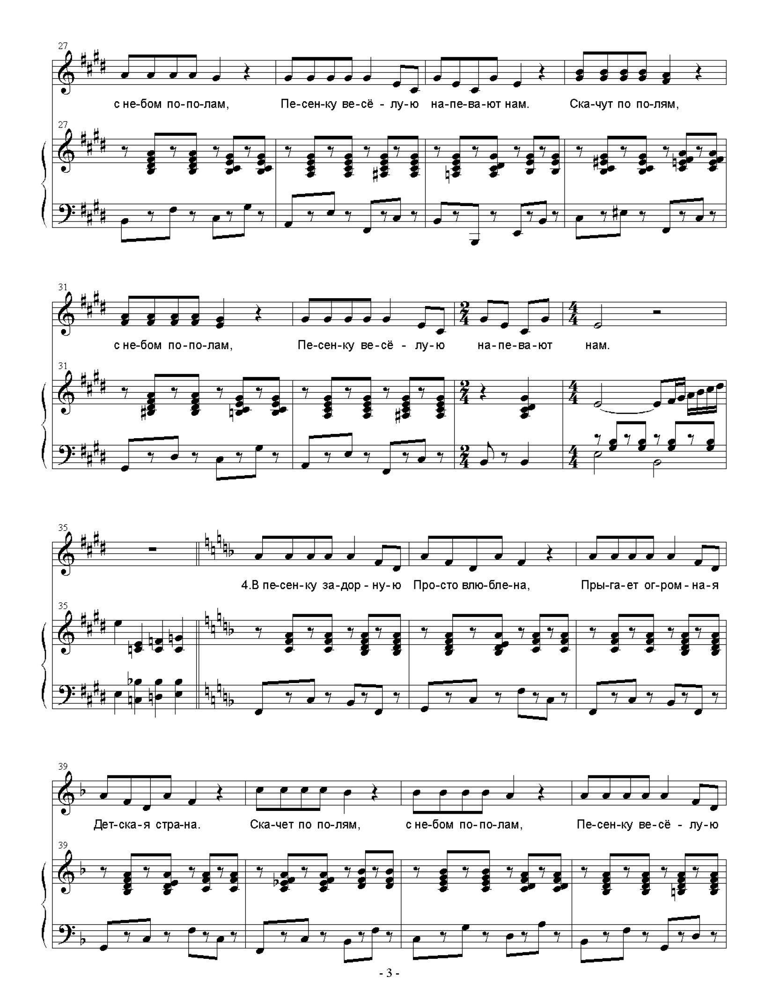 27
с не-бом по-по-лам, Пе-сен-ку ве-сё - лу-ю на-пе-ва-ют нам. Ска-чут по по-лям,
27
31
с не-бом по-по-лам, Пе-сен-ку ве-сё - лу-ю на-пе-ва-ют нам.
31
35
4.В пе-сен-ку за-дор - ну-ю Про-сто влю-бле-на, Пры-га-ет ог-ром-на-я
35
39
Дет-ска-я стра-на. Ска-чет по по-лям, с не-бом по-по-лам, Пе-сен-ку ве-сё - лу-ю
39
- 3 -